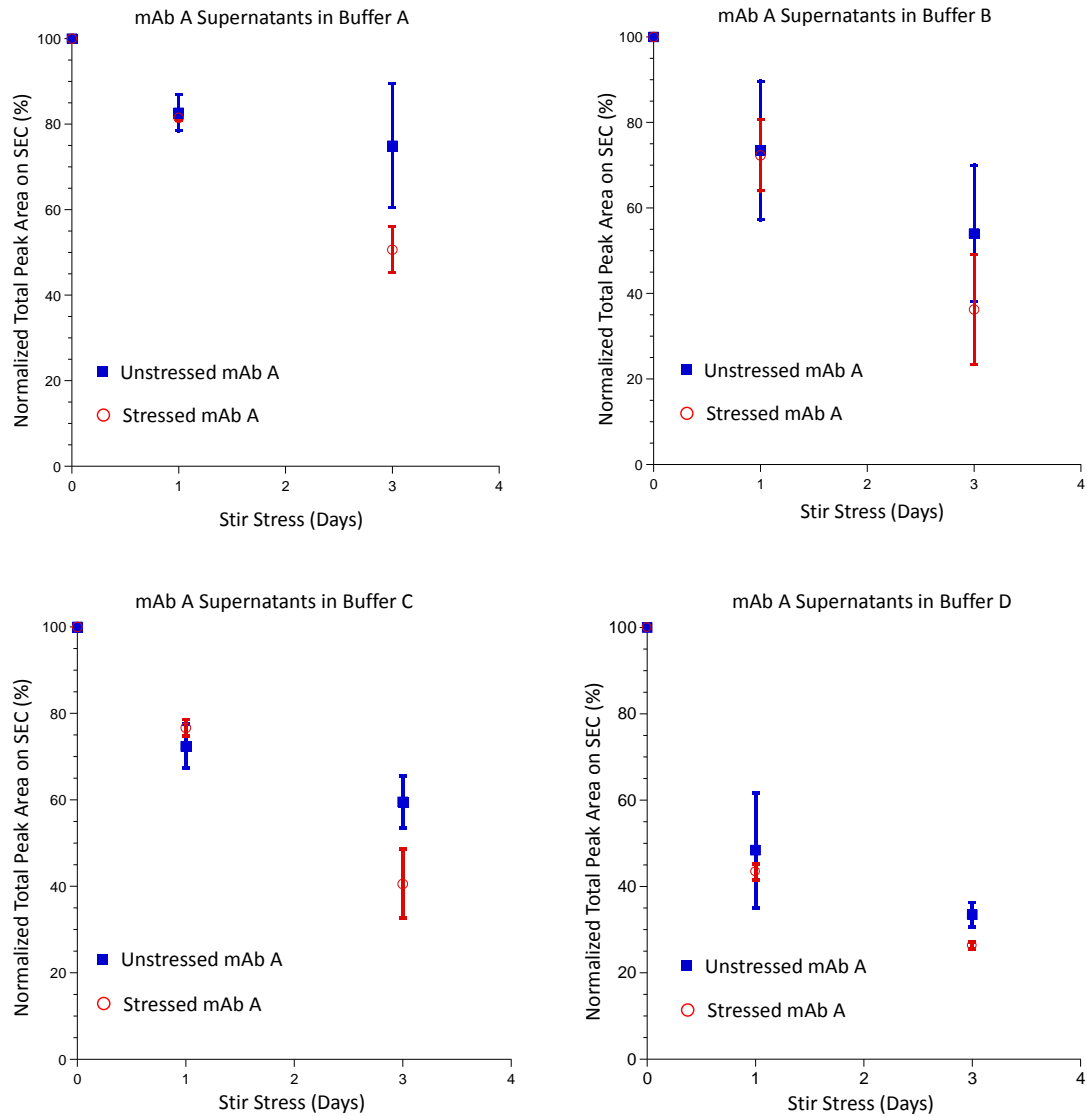 mAb A Supernatants in Buffer A
Normalized Total Peak Area on SEC (%)
100
80
60
40
20
0
Unstressed mAb A
Stressed mAb A
0 1 2 3 4
Stir Stress (Days)
mAb A Supernatants in Buffer B
Normalized Total Peak Area on SEC (%)
100
80
60
40
20
0
Unstressed mAb A
Stressed mAb A
0 1 2 3 4
Stir Stress (Days)
mAb A Supernatants in Buffer C
Normalized Total Peak Area on SEC (%)
100
80
60
40
20
0
Unstressed mAb A
Stressed mAb A
0 1 2 3 4
Stir Stress (Days)
mAb A Supernatants in Buffer D
Normalized Total Peak Area on SEC (%)
100
80
60
40
20
0
Unstressed mAb A
Stressed mAb A
0 1 2 3 4
Stir Stress (Days)